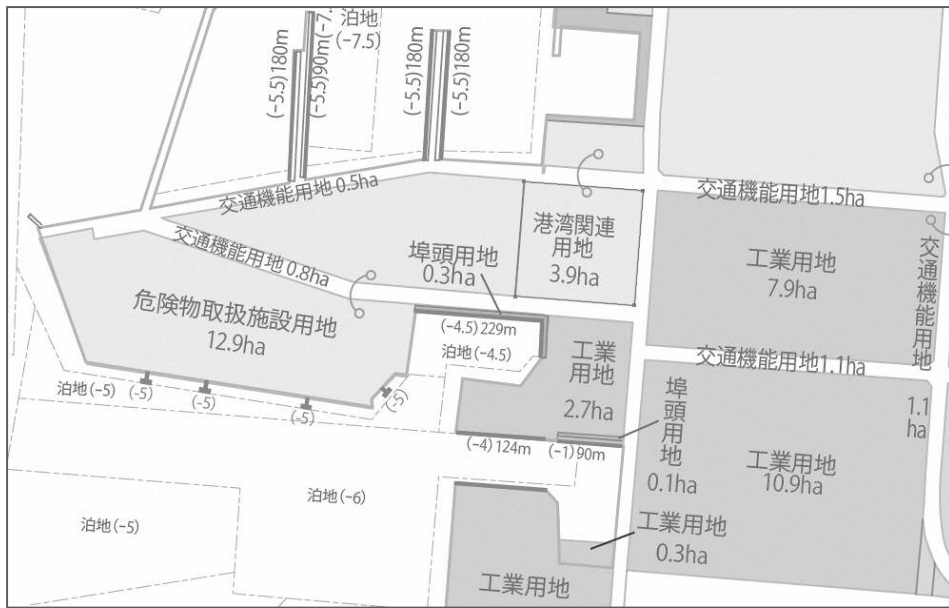 (-5.5)180m
(-5.5)90m
(-7.
泊地
(-7.5)
(-5.5)180m
(-5.5)180m
交通機能用地 0.5ha
交通機能用地1.5ha
港湾関連
用地
3.9ha
交通機能用地 0.8ha
埠頭用地
0.3ha
工業用地
7.9ha
交通機能用地
1.1
ha
危険物取扱施設用地
12.9ha
(-4.5)229m
泊地(-4.5)
工業
用地
2.7ha
交通機能用地1.1ha
泊地(-5)
(-5)
(-5)
(-5)
(-5)
埠頭用地
0.1ha
工業用地
10.9ha
(-4)124m
(-1)90m
泊地(-6)
泊地(-5)
工業用地
0.3ha
工業用地